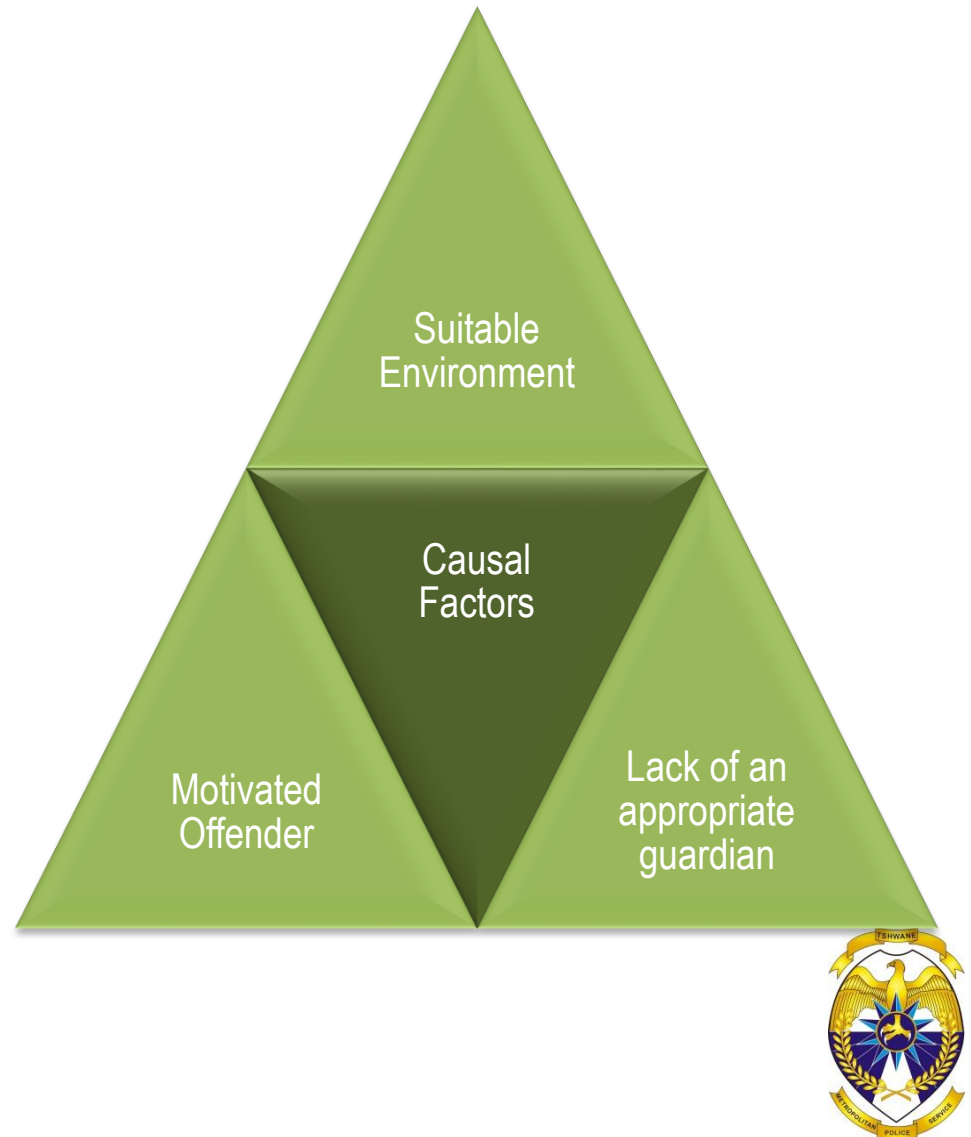 Suitable
Environment
Causal
Factors
Motivated
Offender
Lack of an
appropriate
guardian
TSHWANE
METROPOLITAN
POLICE
SERVICE